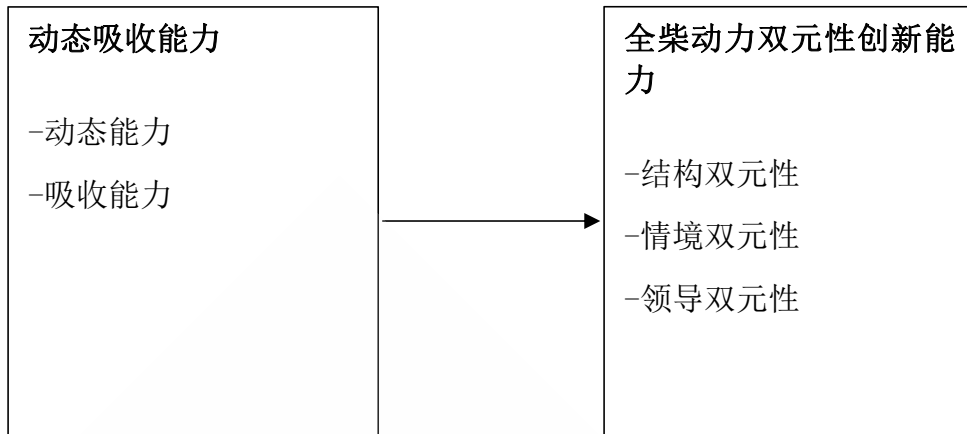 动态吸收能力
-动态能力
-吸收能力
全柴动力双元性创新能
力
-结构双元性
-情境双元性
-领导双元性